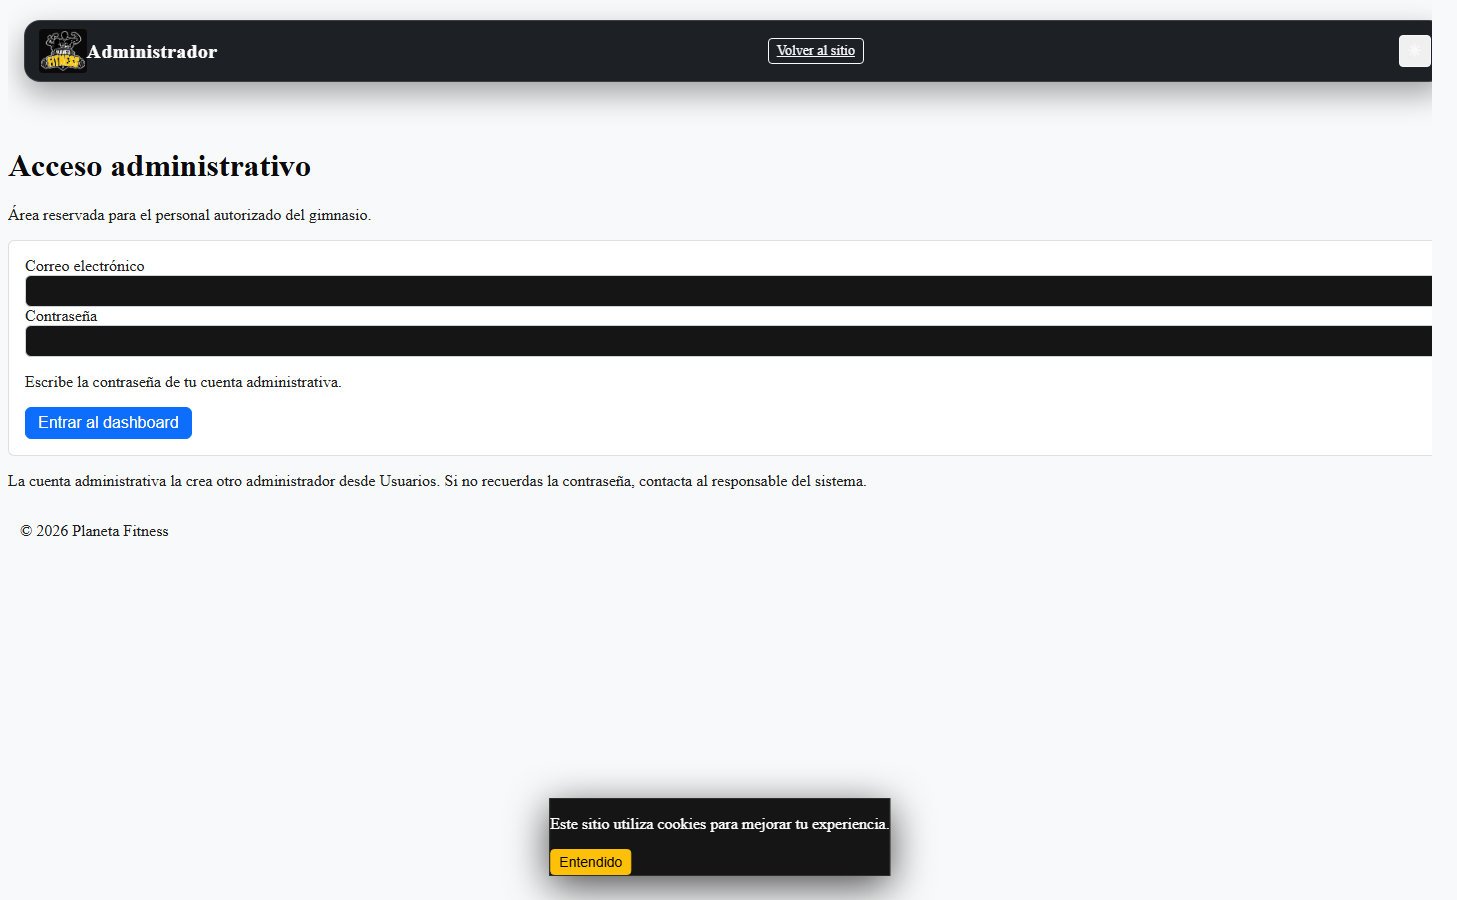 PLANETA
FITNESS
Administrador
Volver al sitio
Acceso administrativo
Área reservada para el personal autorizado del gimnasio.
Correo electrónico
Contraseña
Escribe la contraseña de tu cuenta administrativa.
Entrar al dashboard
La cuenta administrativa la crea otro administrador desde Usuarios. Si no recuerdas la contraseña, contacta al responsable del sistema.
© 2026 Planeta Fitness
Este sitio utiliza cookies para mejorar tu experiencia.
Entendido